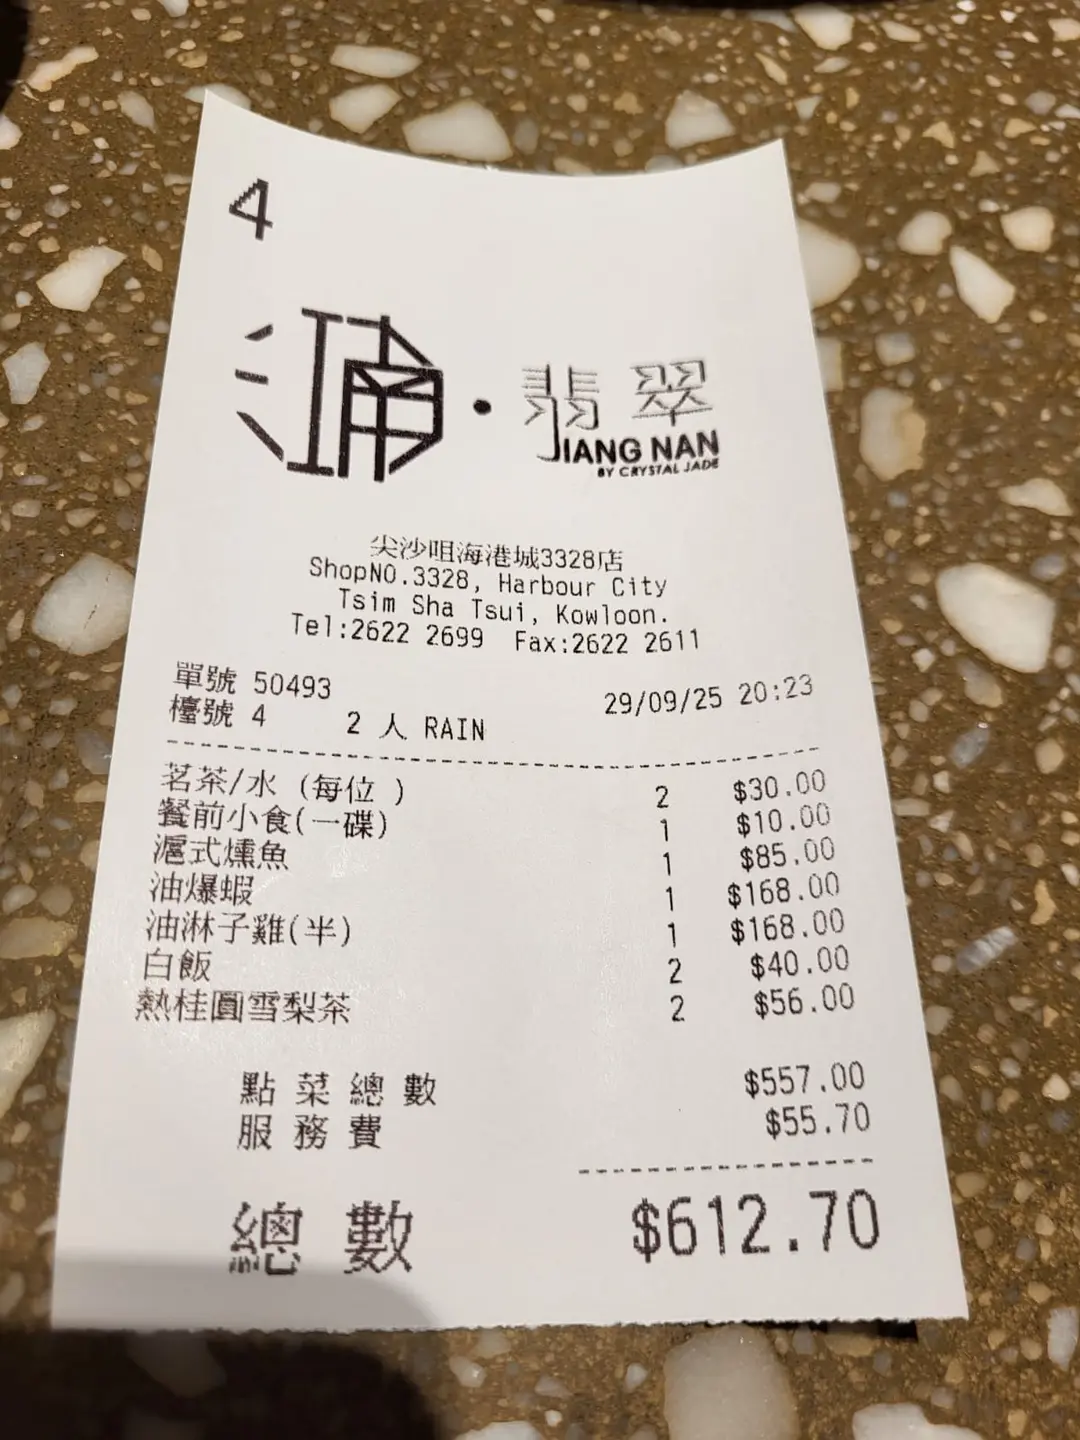 4
江南・翡翠
JIANG NAN
BY CRYSTAL JADE
尖沙咀海港城3328店
ShopNO.3328, Harbour City
Tsim Sha Tsui, Kowloon.
Tel:2622 2699 Fax:2622 2611
單號 50493 29/09/25 20:23
檯號 4 2 人 RAIN
茗茶/水 (每位 ) 2 $30.00
餐前小食(一碟) 1 $10.00
滬式燻魚 1 $85.00
油爆蝦 1 $168.00
油淋子雞(半) 1 $168.00
白飯 2 $40.00
熱桂圓雪梨茶 2 $56.00
點 菜 總 數 $557.00
服 務 費 $55.70
總 數 $612.70